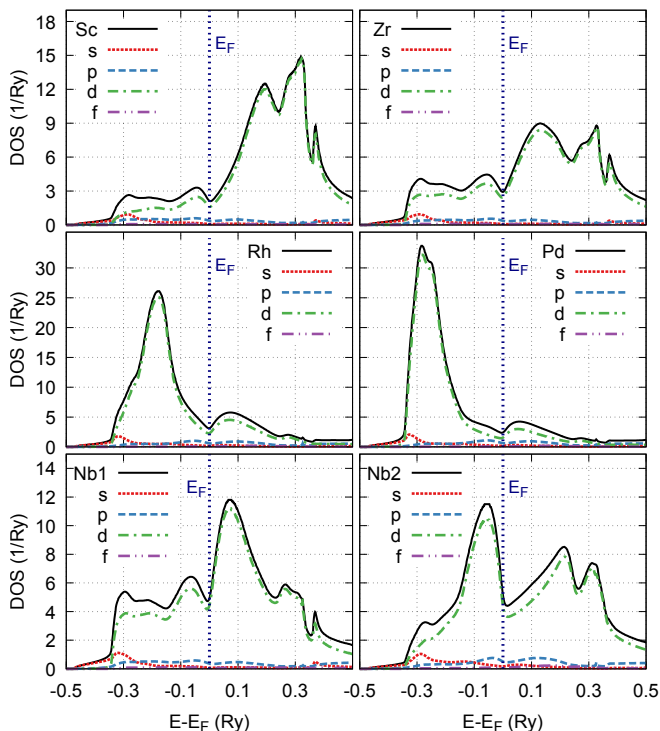 DOS (1/Ry)
18
15
12
9
6
3
0
Sc
s
p
d
f
E_F
Zr
s
p
d
f
E_F
DOS (1/Ry)
30
25
20
15
10
5
0
Rh
s
p
d
f
E_F
Pd
s
p
d
f
E_F
DOS (1/Ry)
14
12
10
8
6
4
2
0
Nb1
s
p
d
f
E_F
Nb2
s
p
d
f
E_F
-0.5 -0.3 -0.1 0.1 0.3
-0.5 -0.3 -0.1 0.1 0.3 0.5
E-E_F (Ry)
E-E_F (Ry)